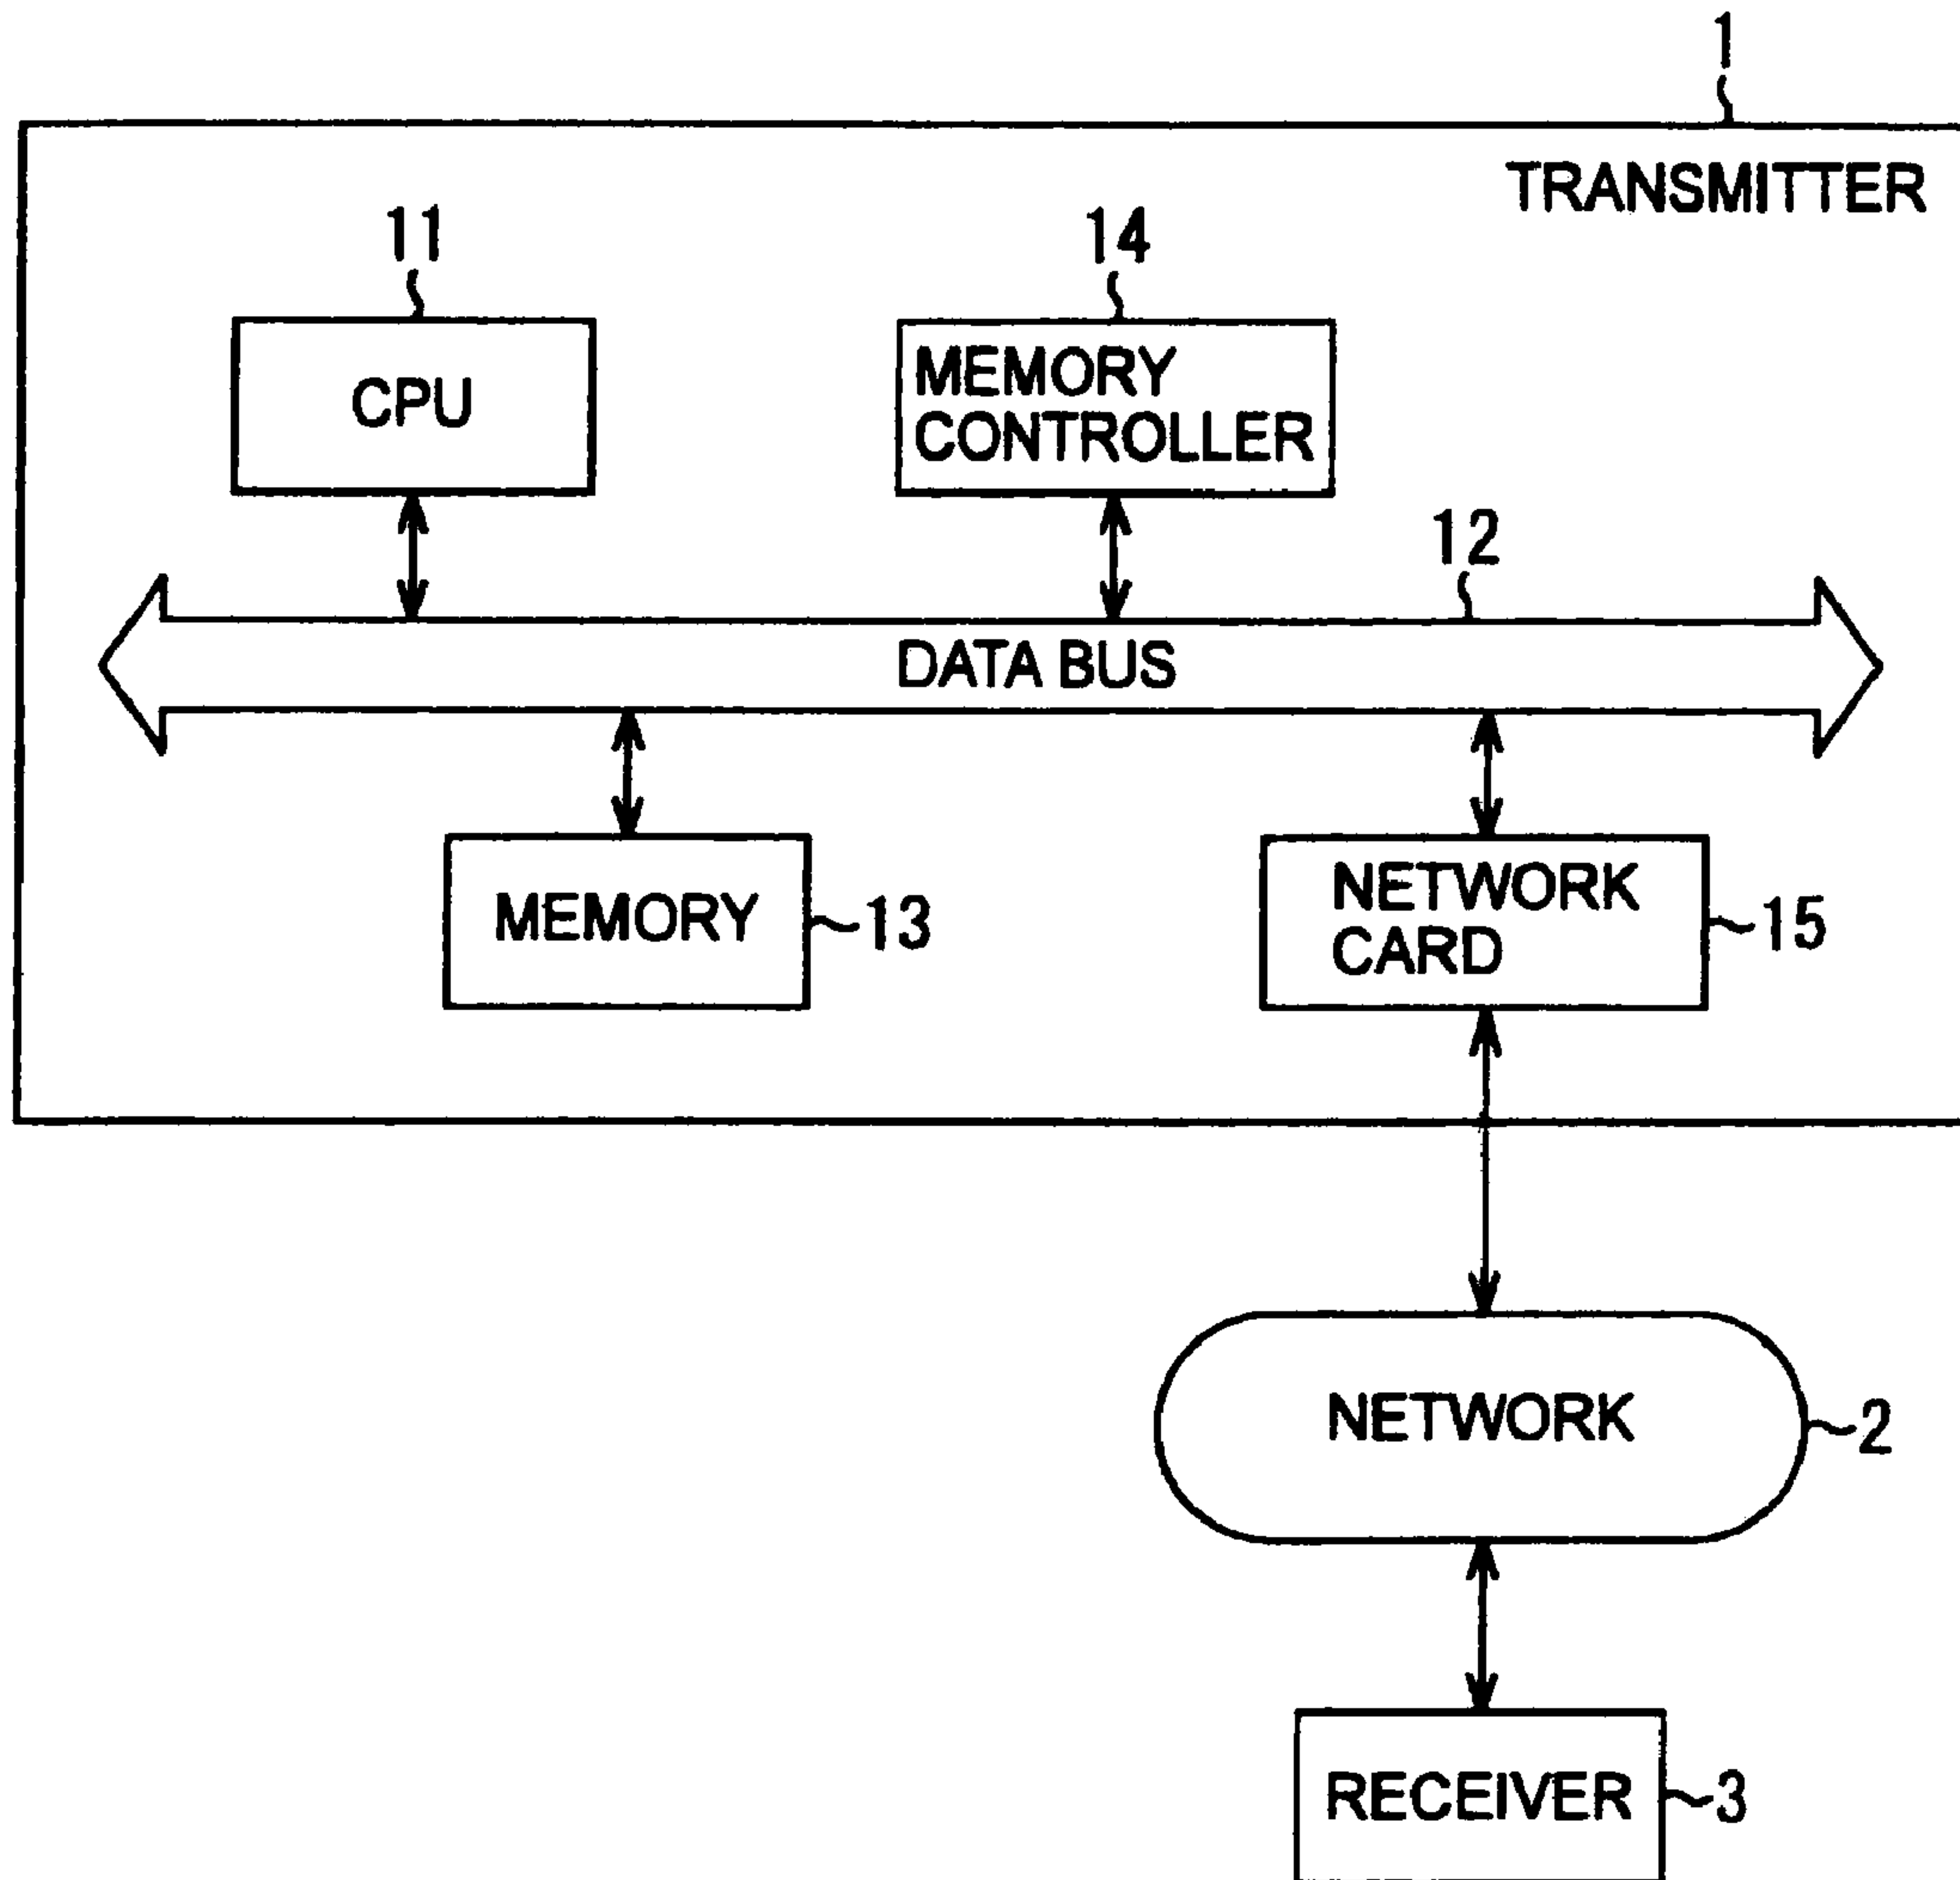 1
TRANSMITTER
11
14
CPU
MEMORY
CONTROLLER
12
DATA BUS
MEMORY
13
NETWORK
CARD
15
NETWORK
2
RECEIVER
3